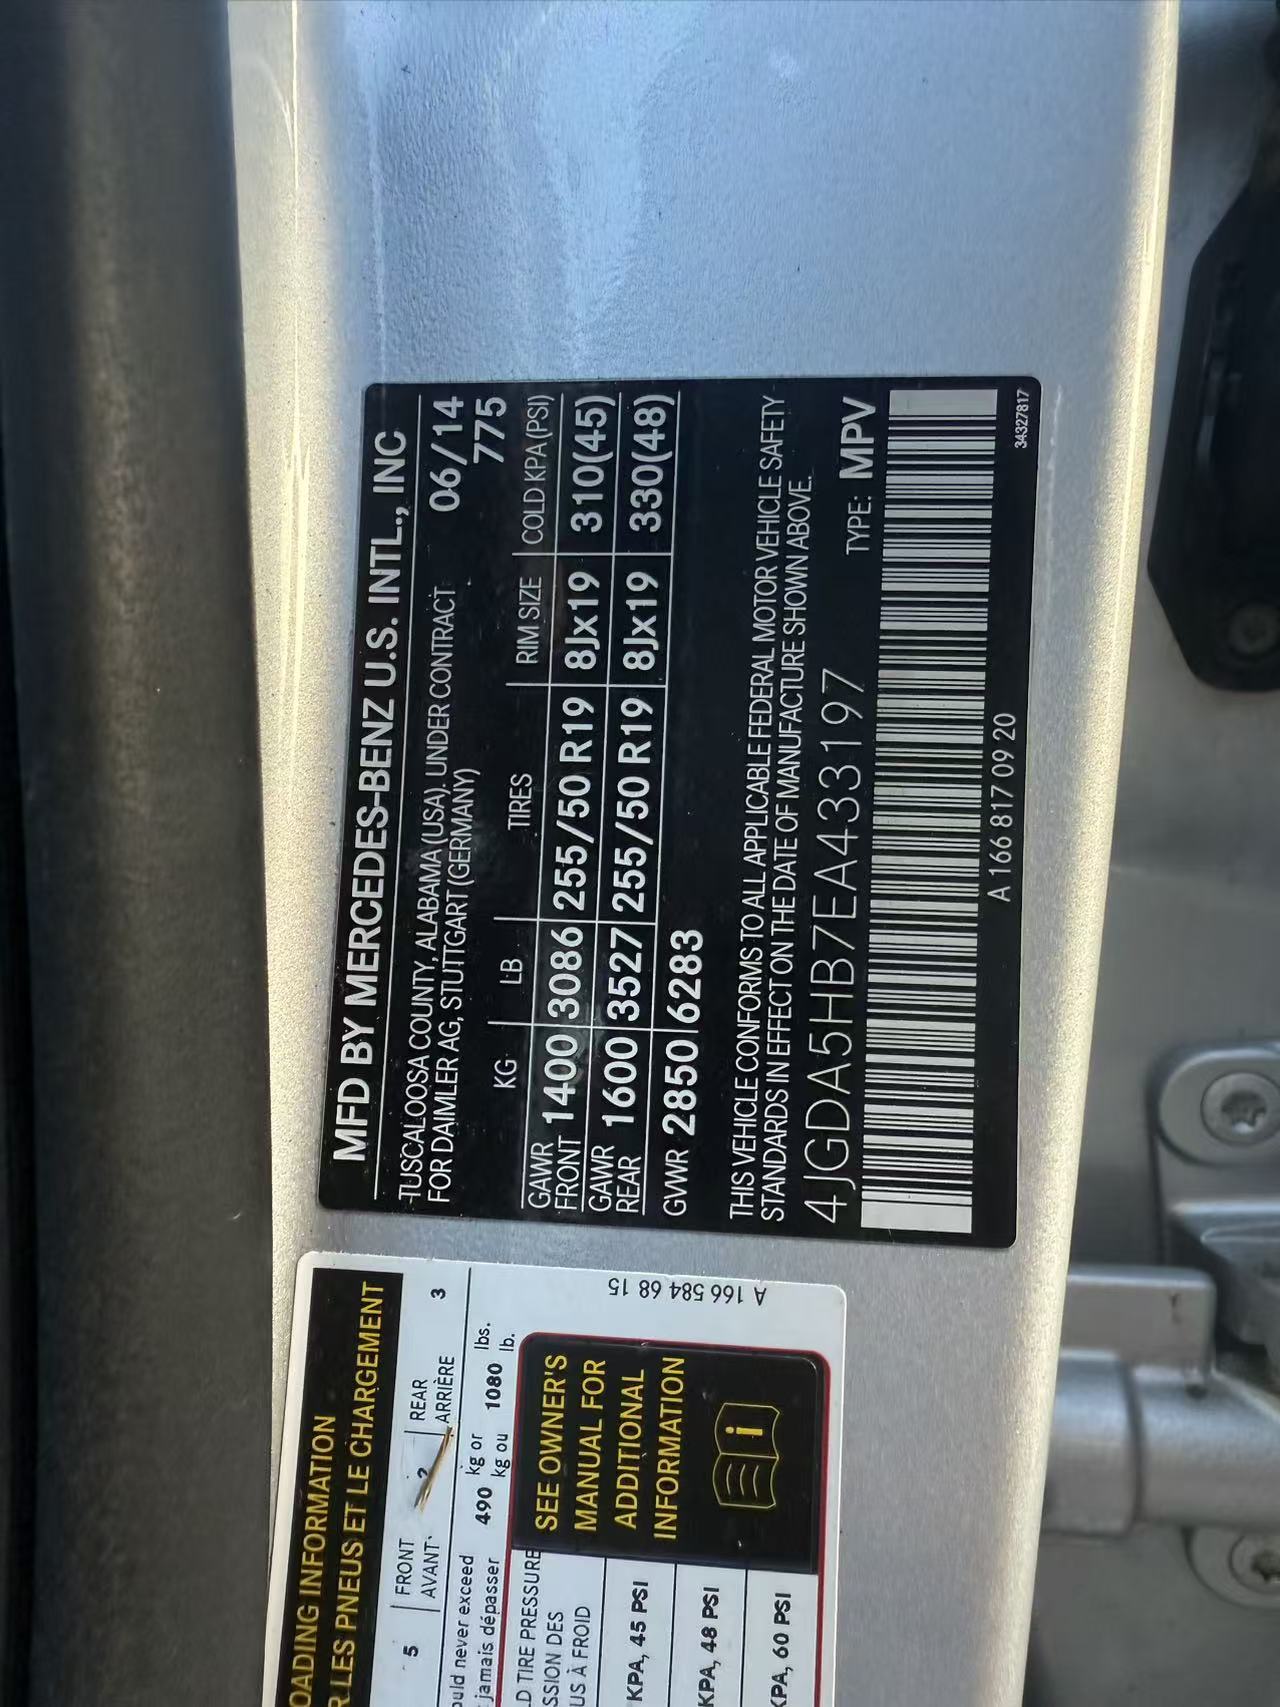 MFD BY MERCEDES-BENZ U.S. INTL., INC
TUSCALOOSA COUNTY, ALABAMA (USA), UNDER CONTRACT 06/14
FOR DAIMLER AG, STUTTGART (GERMANY) 775
KG LB TIRES RIM SIZE COLD KPA (PSI)
GAWR FRONT 1400 3086 255/50 R19 8Jx19 310(45)
GAWR REAR 1600 3527 255/50 R19 8Jx19 330(48)
GVWR 2850 6283
THIS VEHICLE CONFORMS TO ALL APPLICABLE FEDERAL MOTOR VEHICLE SAFETY
STANDARDS IN EFFECT ON THE DATE OF MANUFACTURE SHOWN ABOVE.
4JGDA5HB7EA433197 TYPE: MPV
A 166 817 09 20
34327817
OADING INFORMATION
R LES PNEUS ET LE CHARGEMENT
5 FRONT 2 REAR 3
AVANT ARRIÈRE
never exceed 490 kg or 1080 lbs.
jamais dépasser kg ou lb.
TIRE PRESSURE
DES
À FROID
KPA, 45 PSI
KPA, 48 PSI
KPA, 60 PSI
SEE OWNER'S
MANUAL FOR
ADDITIONAL
INFORMATION
A 166 584 68 15